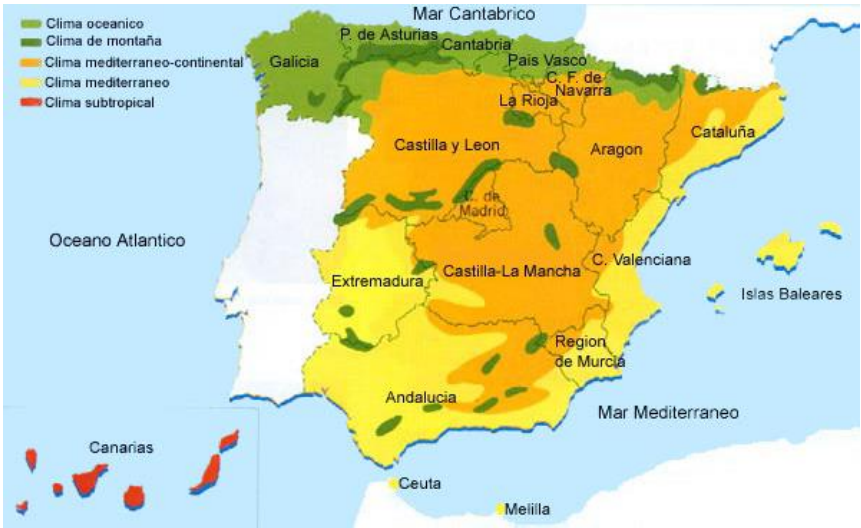 Mar Cantabrico
Clima oceanico
Clima de montaña
Clima mediterraneo-continental
Clima mediterraneo
Clima subtropical
Galicia
P. de Asturias
Cantabria
Pais Vasco
C. F. de
Navarra
La Rioja
Castilla y Leon
Aragon
Cataluña
C. de
Madrid
Oceano Atlantico
Extremadura
Castilla-La Mancha
C. Valenciana
Islas Baleares
Region
de Murcia
Andalucia
Mar Mediterraneo
Canarias
Ceuta
Melilla